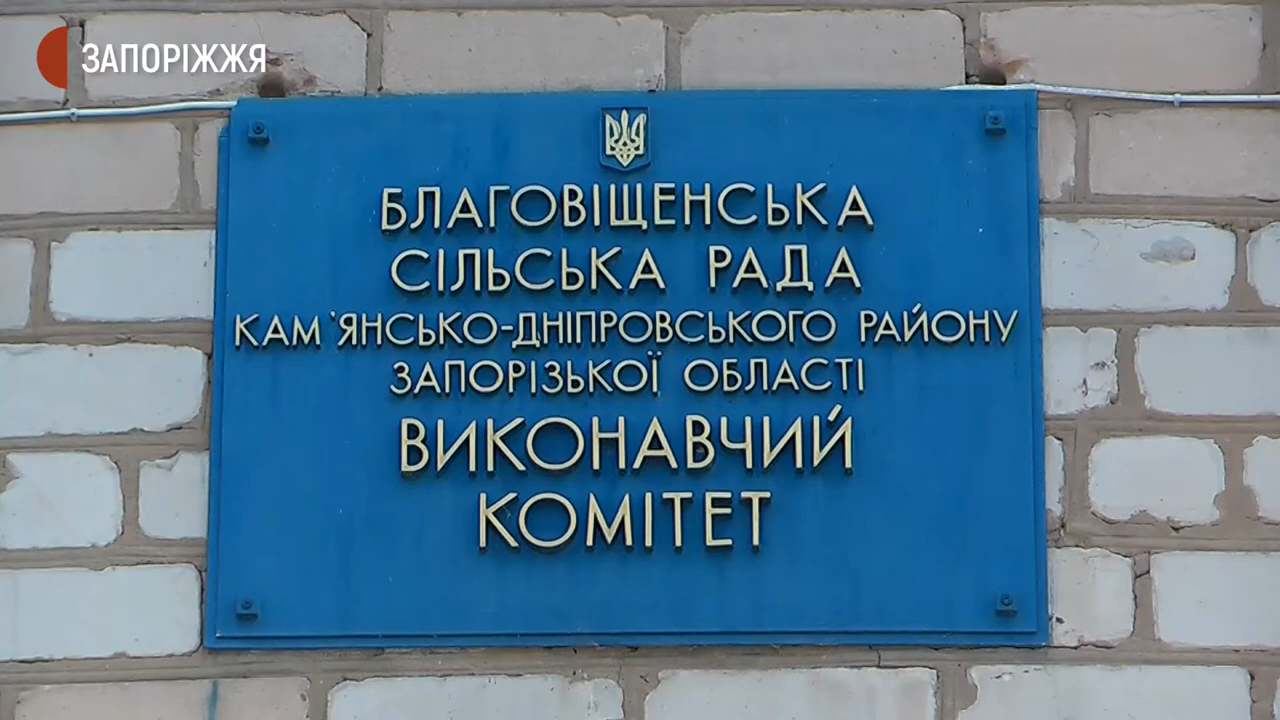 ЗАПОРІЖЖЯ
БЛАГОВІЩЕНСЬКА
СІЛЬСЬКА РАДА
КАМ'ЯНСЬКО-ДНІПРОВСЬКОГО РАЙОНУ
ЗАПОРІЗЬКОЇ ОБЛАСТІ
ВИКОНАВЧИЙ
КОМІТЕТ